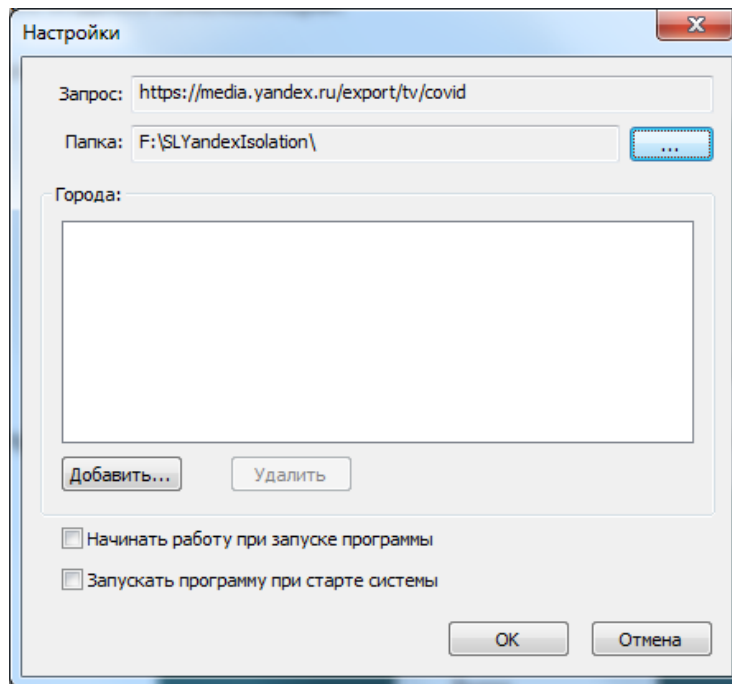 Настройки
Запрос: https://media.yandex.ru/export/tv/covid
Папка: F:\SLYandexIsolation\ ...
Города:
Добавить... Удалить
Начинать работу при запуске программы
Запускать программу при старте системы
OK Отмена